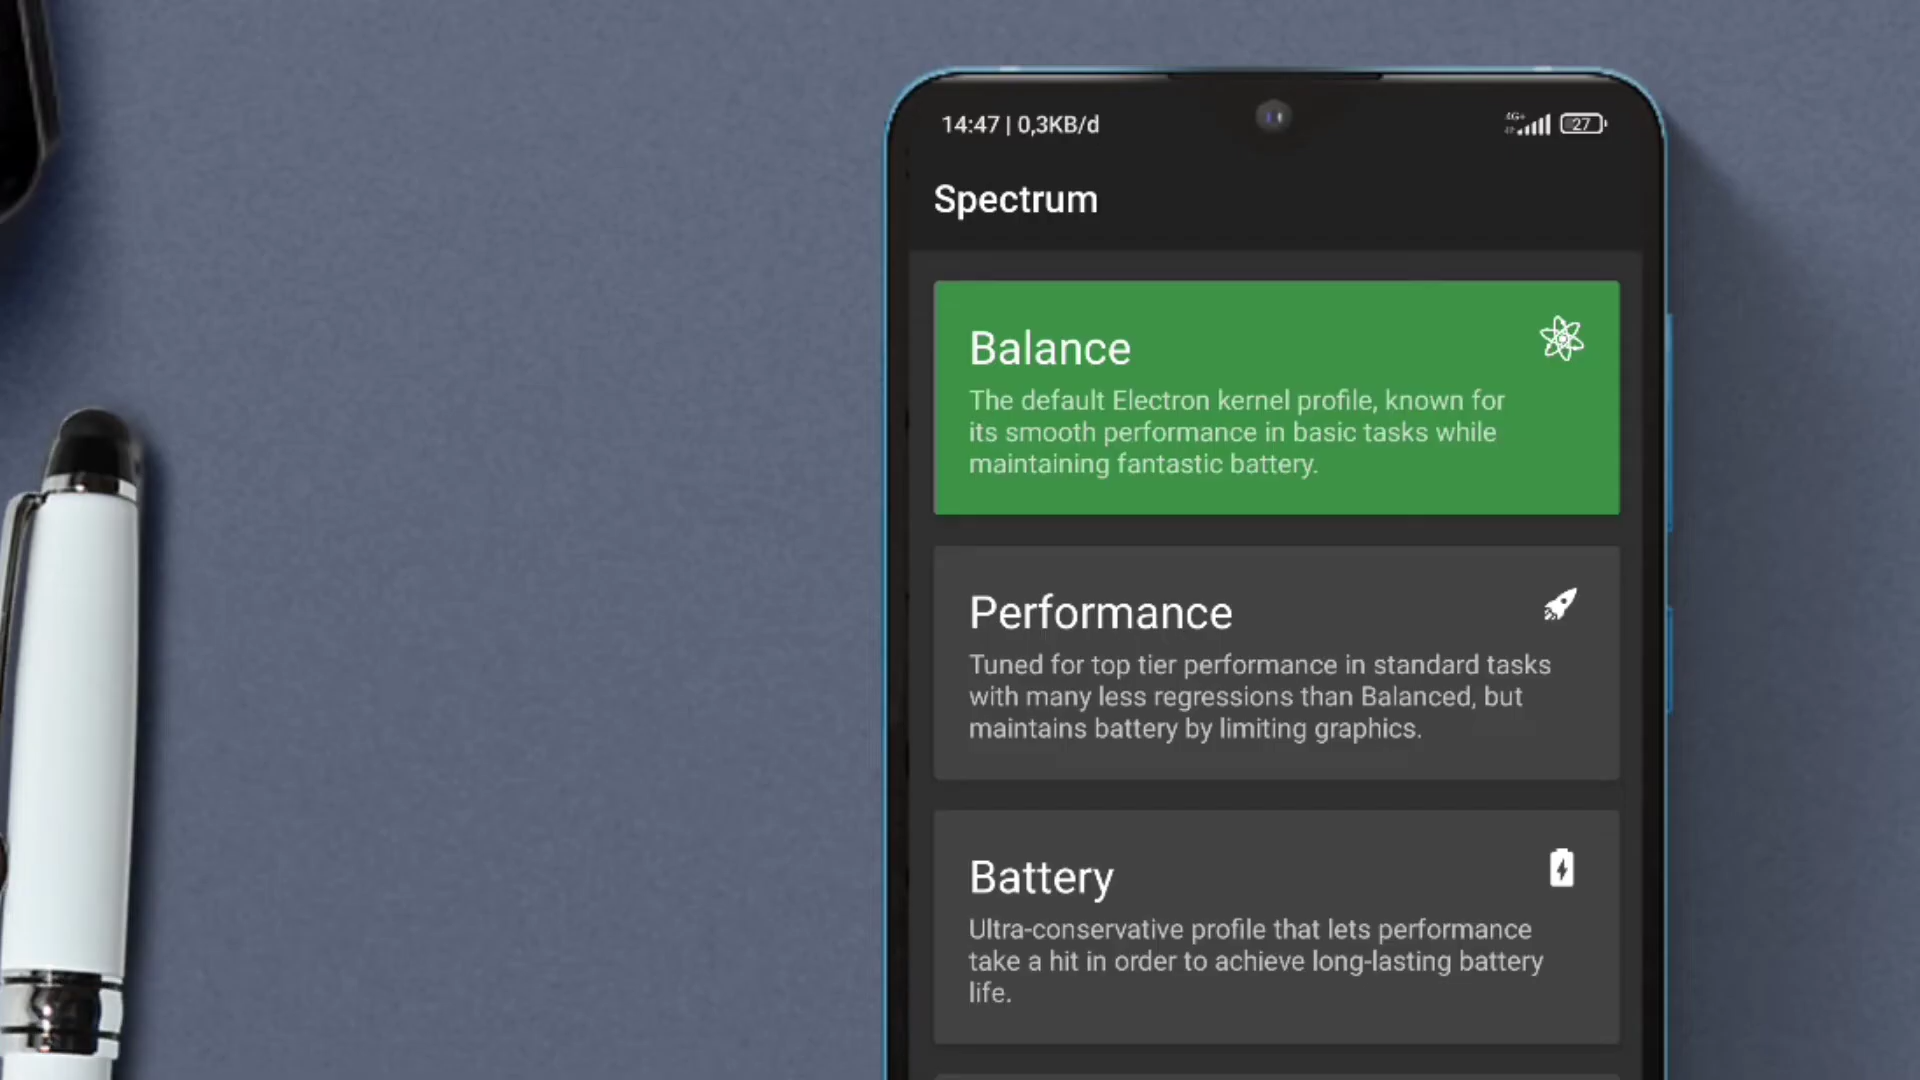 14:47 | 0,3KB/d
4G+
27
Spectrum
Balance
The default Electron kernel profile, known for
its smooth performance in basic tasks while
maintaining fantastic battery.
Performance
Tuned for top tier performance in standard tasks
with many less regressions than Balanced, but
maintains battery by limiting graphics.
Battery
Ultra-conservative profile that lets performance
take a hit in order to achieve long-lasting battery
life.